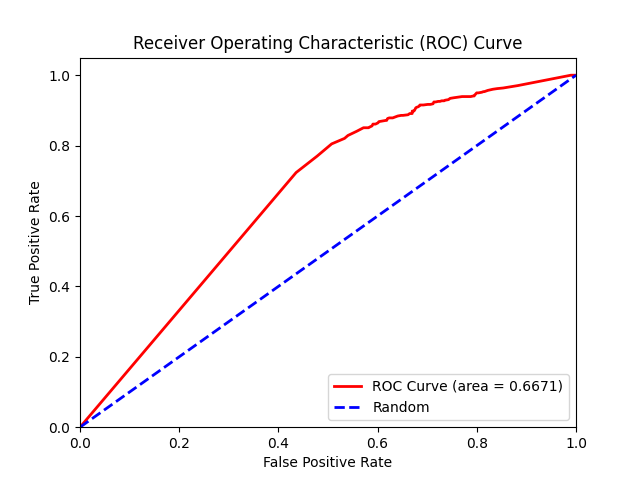 Receiver Operating Characteristic (ROC) Curve
True Positive Rate
1.0
0.8
0.6
0.4
0.2
0.0
0.0 0.2 0.4 0.6 0.8 1.0
False Positive Rate
ROC Curve (area = 0.6671)
Random